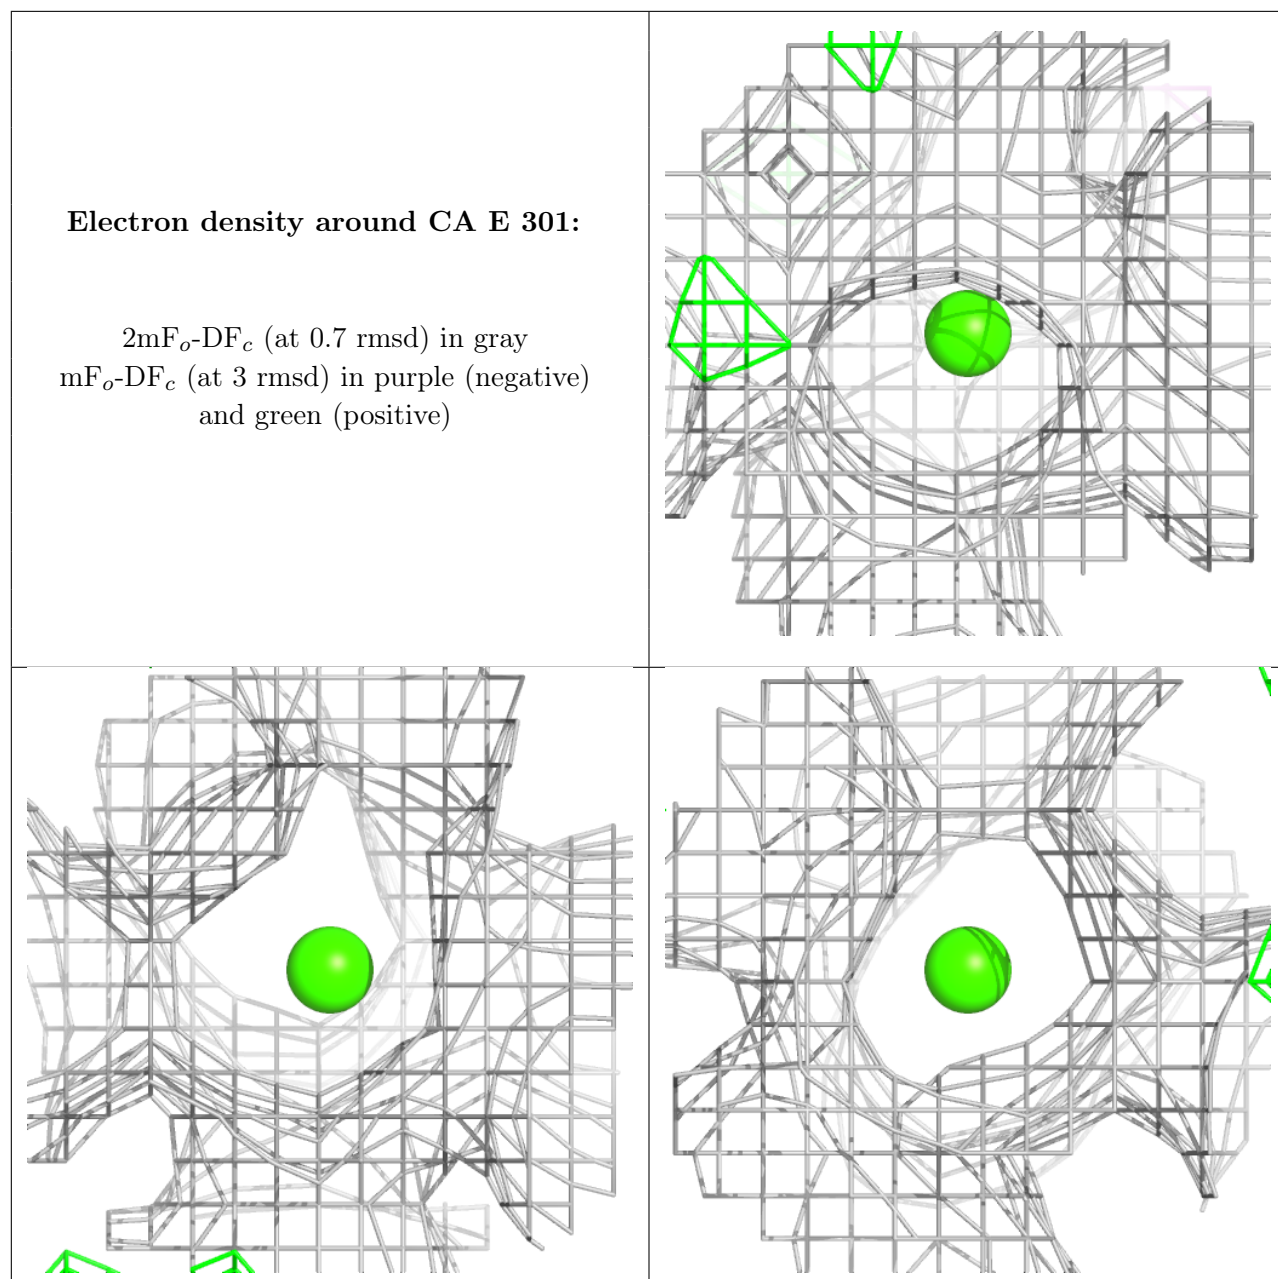 Electron density around CA E 301:
2mFo-DFc (at 0.7 rmsd) in gray
mFo-DFc (at 3 rmsd) in purple (negative)
and green (positive)